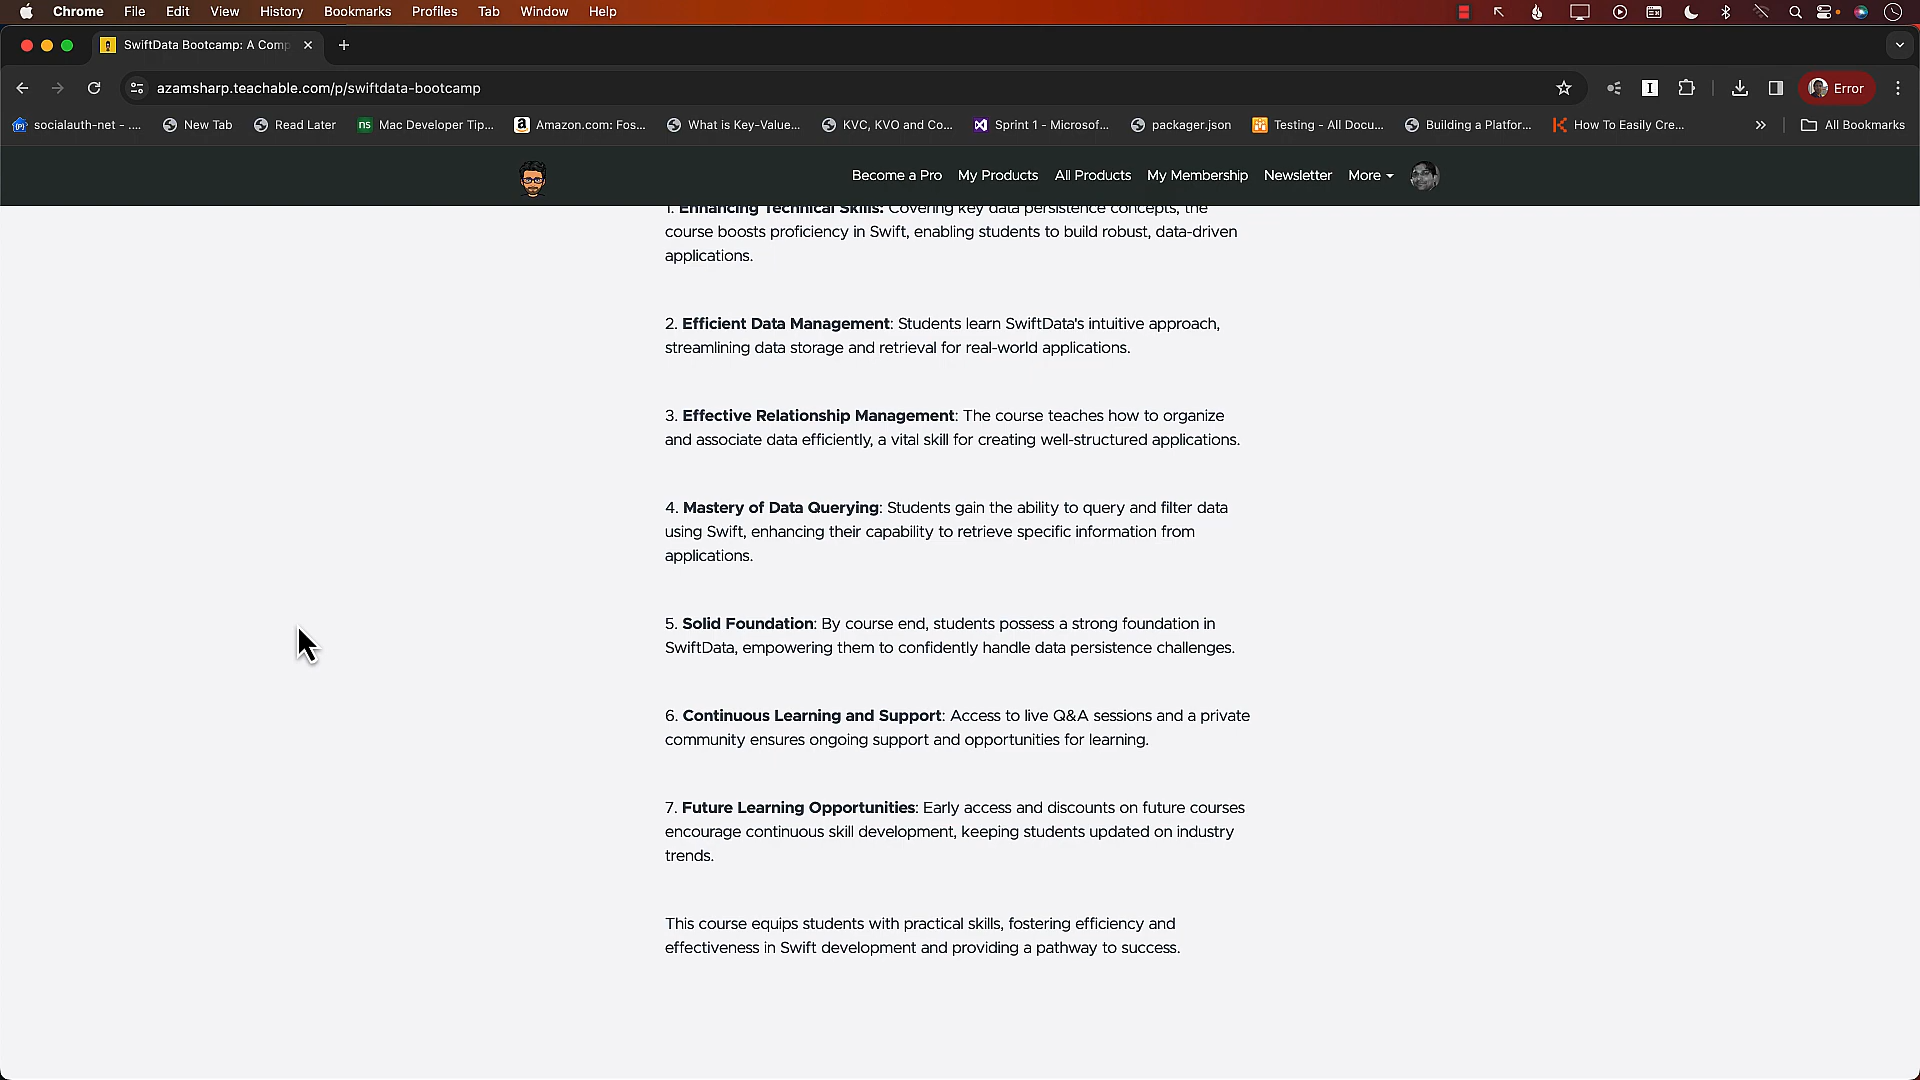 Chrome File Edit View History Bookmarks Profiles Tab Window Help
SwiftData Bootcamp: A Comp
azamsharp.teachable.com/p/swiftdata-bootcamp
Error
socialauth-net - .... New Tab Read Later ns Mac Developer Tip... Amazon.com: Fos... What is Key-Value... KVC, KVO and Co... Sprint 1 - Microsof... packager.json Testing - All Docu... Building a Platfor... How To Easily Cre... All Bookmarks
Become a Pro My Products All Products My Membership Newsletter More
1. Enhancing Technical Skills: Covering key data persistence concepts, the
course boosts proficiency in Swift, enabling students to build robust, data-driven
applications.
2. Efficient Data Management: Students learn SwiftData's intuitive approach,
streamlining data storage and retrieval for real-world applications.
3. Effective Relationship Management: The course teaches how to organize
and associate data efficiently, a vital skill for creating well-structured applications.
4. Mastery of Data Querying: Students gain the ability to query and filter data
using Swift, enhancing their capability to retrieve specific information from
applications.
5. Solid Foundation: By course end, students possess a strong foundation in
SwiftData, empowering them to confidently handle data persistence challenges.
6. Continuous Learning and Support: Access to live Q&A sessions and a private
community ensures ongoing support and opportunities for learning.
7. Future Learning Opportunities: Early access and discounts on future courses
encourage continuous skill development, keeping students updated on industry
trends.
This course equips students with practical skills, fostering efficiency and
effectiveness in Swift development and providing a pathway to success.